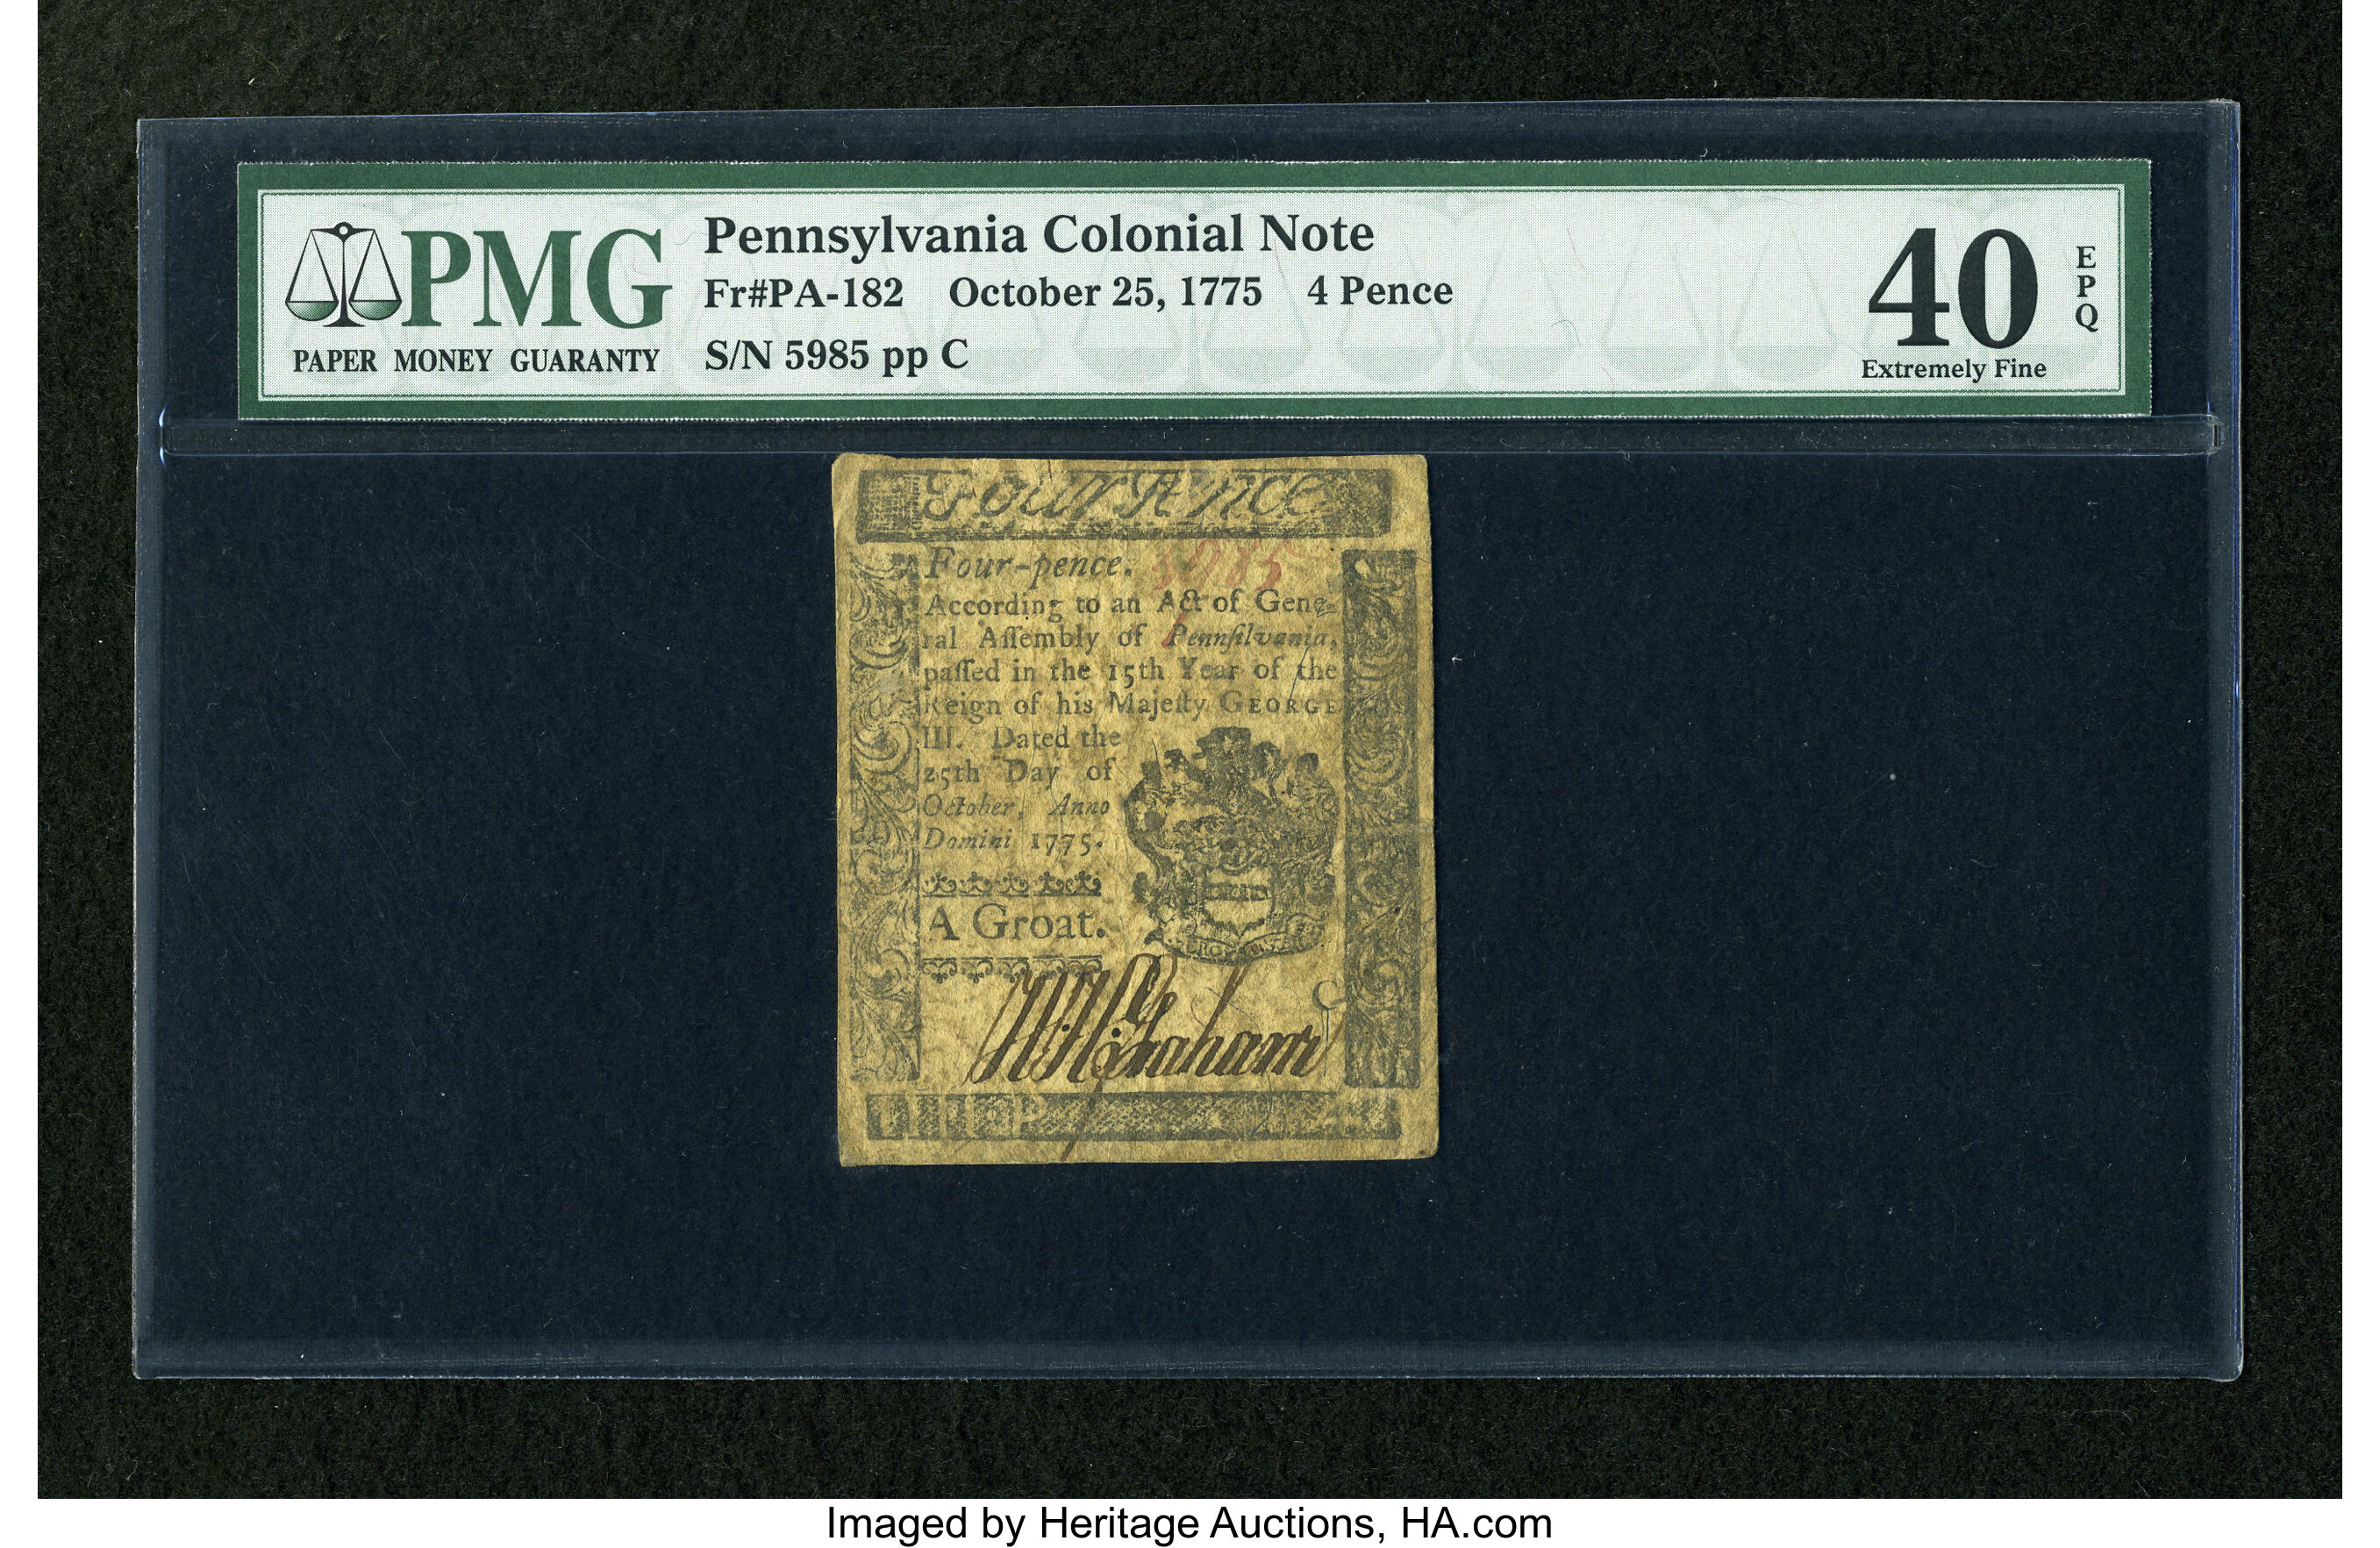 PMG
PAPER MONEY GUARANTY
Pennsylvania Colonial Note
Fr#PA-182 October 25, 1775 4 Pence
S/N 5985 pp C
40
EPQ
Extremely Fine
Four Pence
Four-pence. 5985
According to an Act of Gene-
ral Aſſembly of Pennſilvania,
paſſed in the 15th Year of the
Reign of his Majeſty GEORGE
III. Dated the
25th Day of
October, Anno
Domini 1775.
A Groat.
C
Graham
Imaged by Heritage Auctions, HA.com